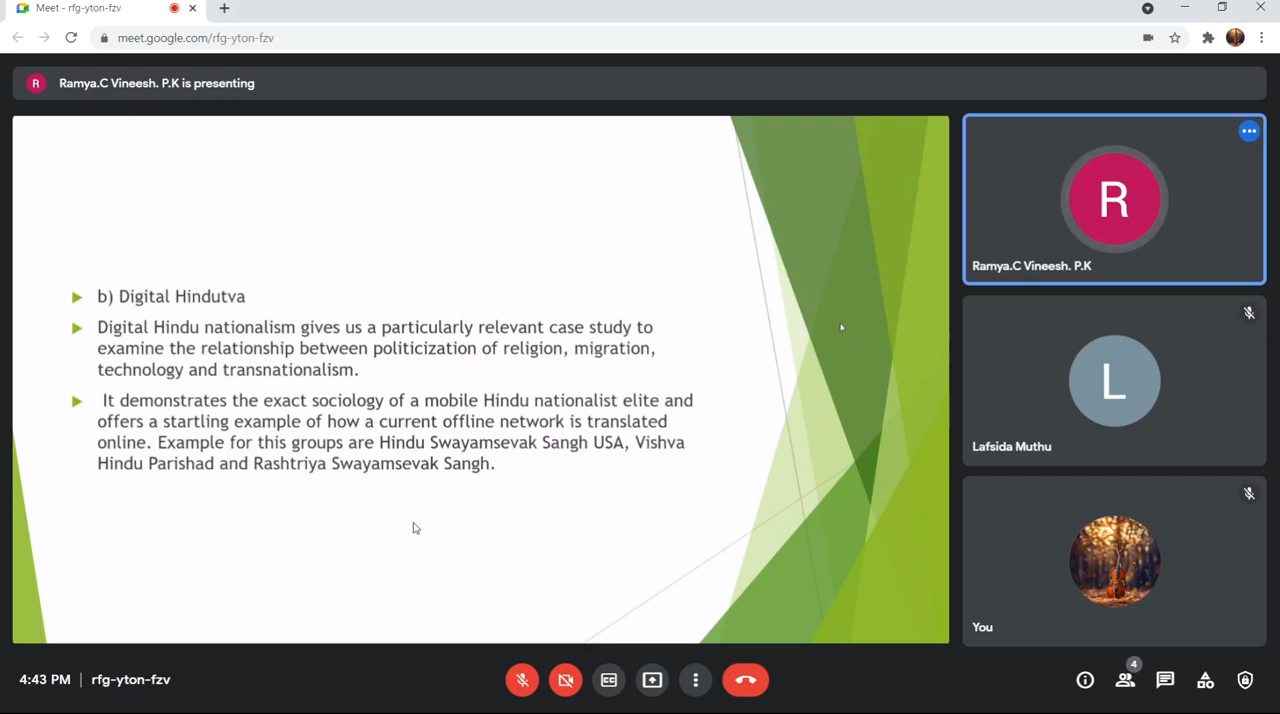 Meet - rfg-yton-fzv
meet.google.com/rfg-yton-fzv
R
Ramya.C Vineesh. P.K is presenting
b) Digital Hindutva
Digital Hindu nationalism gives us a particularly relevant case study to
examine the relationship between politicization of religion, migration,
technology and transnationalism.
It demonstrates the exact sociology of a mobile Hindu nationalist elite and
offers a startling example of how a current offline network is translated
online. Example for this groups are Hindu Swayamsevak Sangh USA, Vishva
Hindu Parishad and Rashtriya Swayamsevak Sangh.
R
Ramya.C Vineesh. P.K
L
Lafsida Muthu
You
4:43 PM
rfg-yton-fzv
CC
4